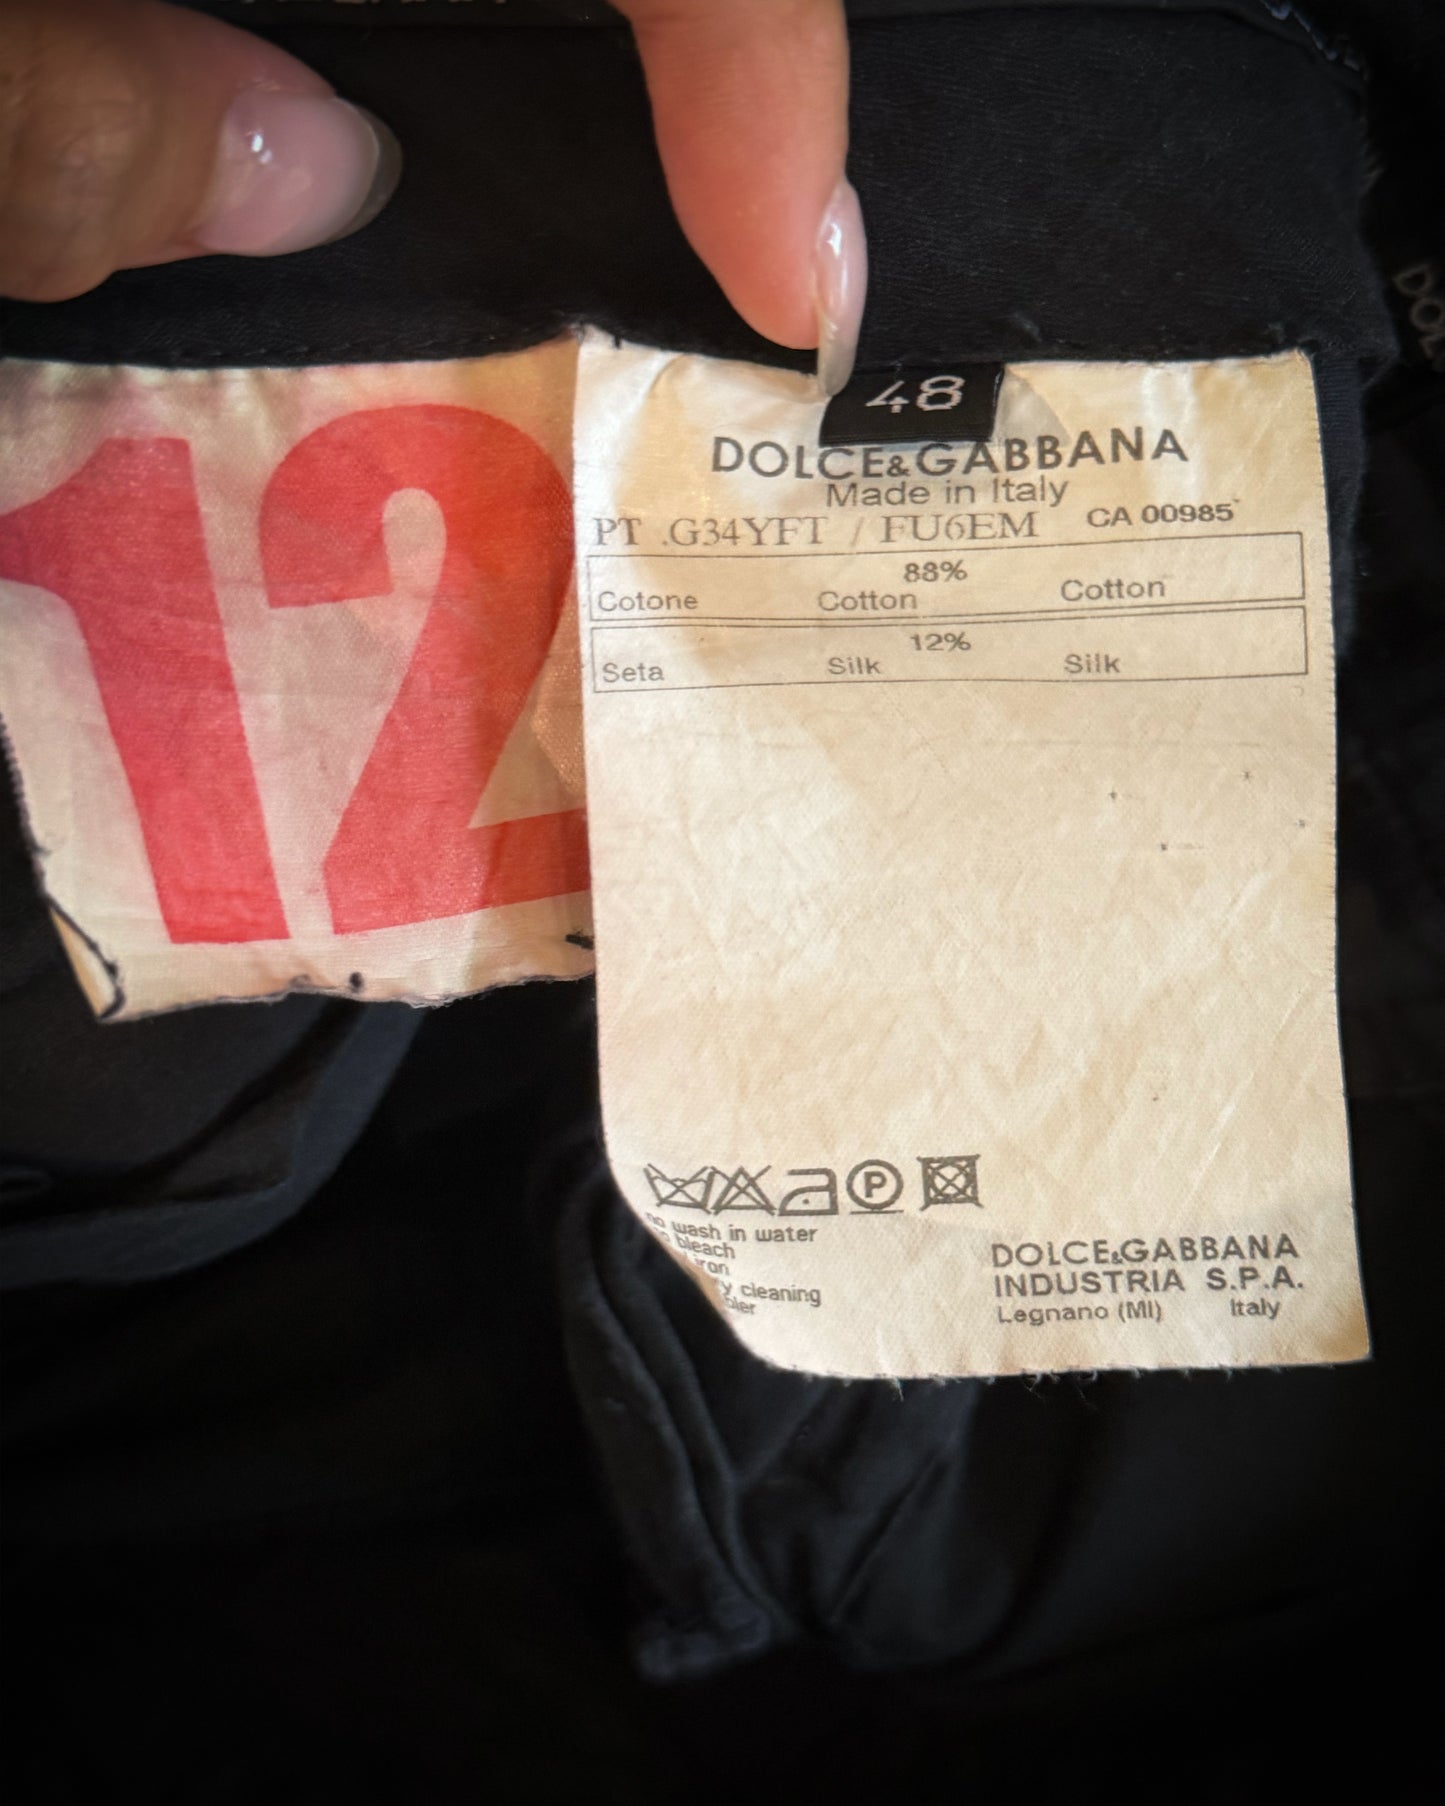 12
48
DOLCE&GABBANA
Made in Italy
PT .G34YFT / FU6EM CA 00985
88%
Cotone Cotton Cotton
12%
Seta Silk Silk
P
no wash in water
bleach
iron
cleaning
DOLCE&GABBANA
INDUSTRIA S.P.A.
Legnano (MI) Italy